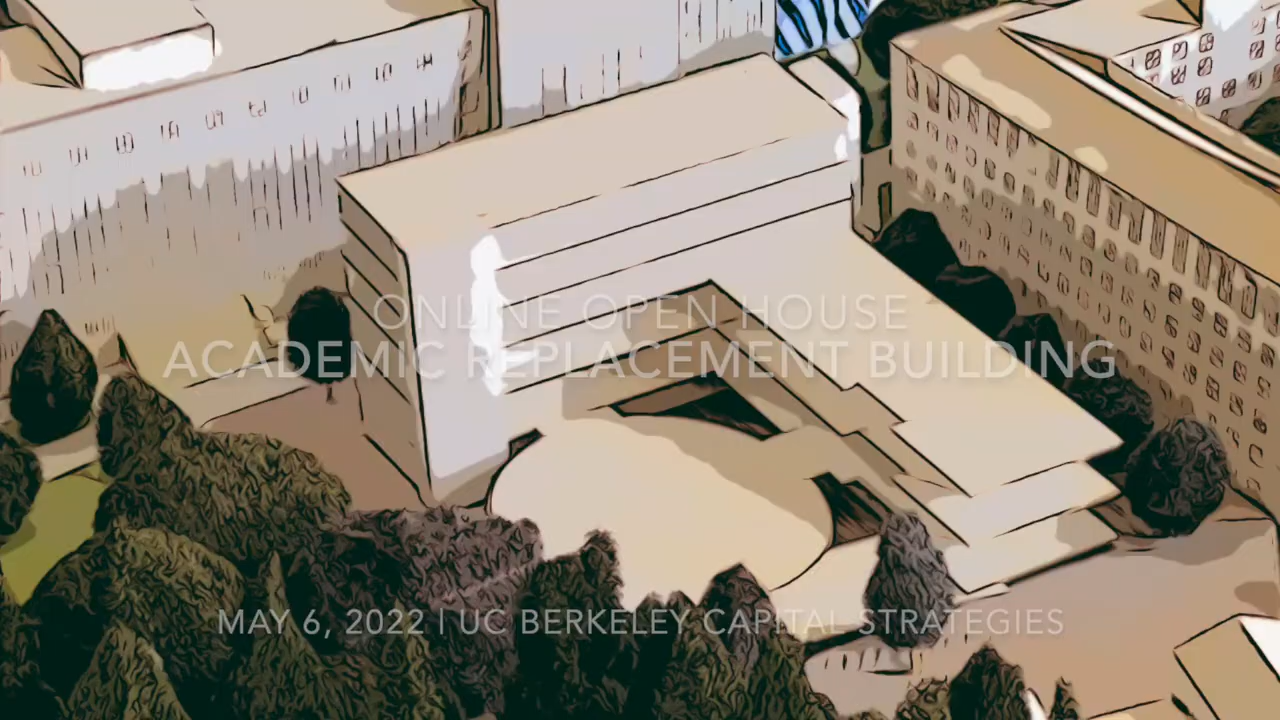 ONLINE OPEN HOUSE
ACADEMIC REPLACEMENT BUILDING
MAY 6, 2022 | UC BERKELEY CAPITAL STRATEGIES